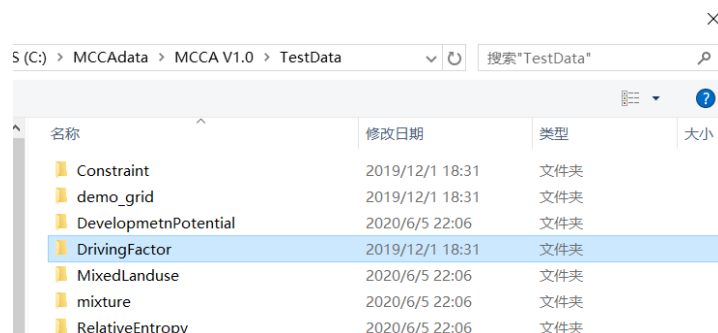 S (C:) > MCCAdata > MCCA V1.0 > TestData 搜索"TestData"
名称 修改日期 类型 大小
Constraint 2019/12/1 18:31 文件夹
demo_grid 2019/12/1 18:31 文件夹
DevelopmetnPotential 2020/6/5 22:06 文件夹
DrivingFactor 2019/12/1 18:31 文件夹
MixedLanduse 2020/6/5 22:06 文件夹
mixture 2020/6/5 22:06 文件夹
RelativeEntropy 2020/6/5 22:06 文件夹